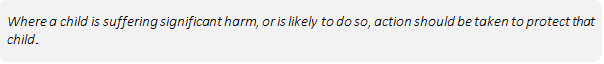 Where a child is suffering significant harm, or is likely to do so, action should be taken to protect that
child.